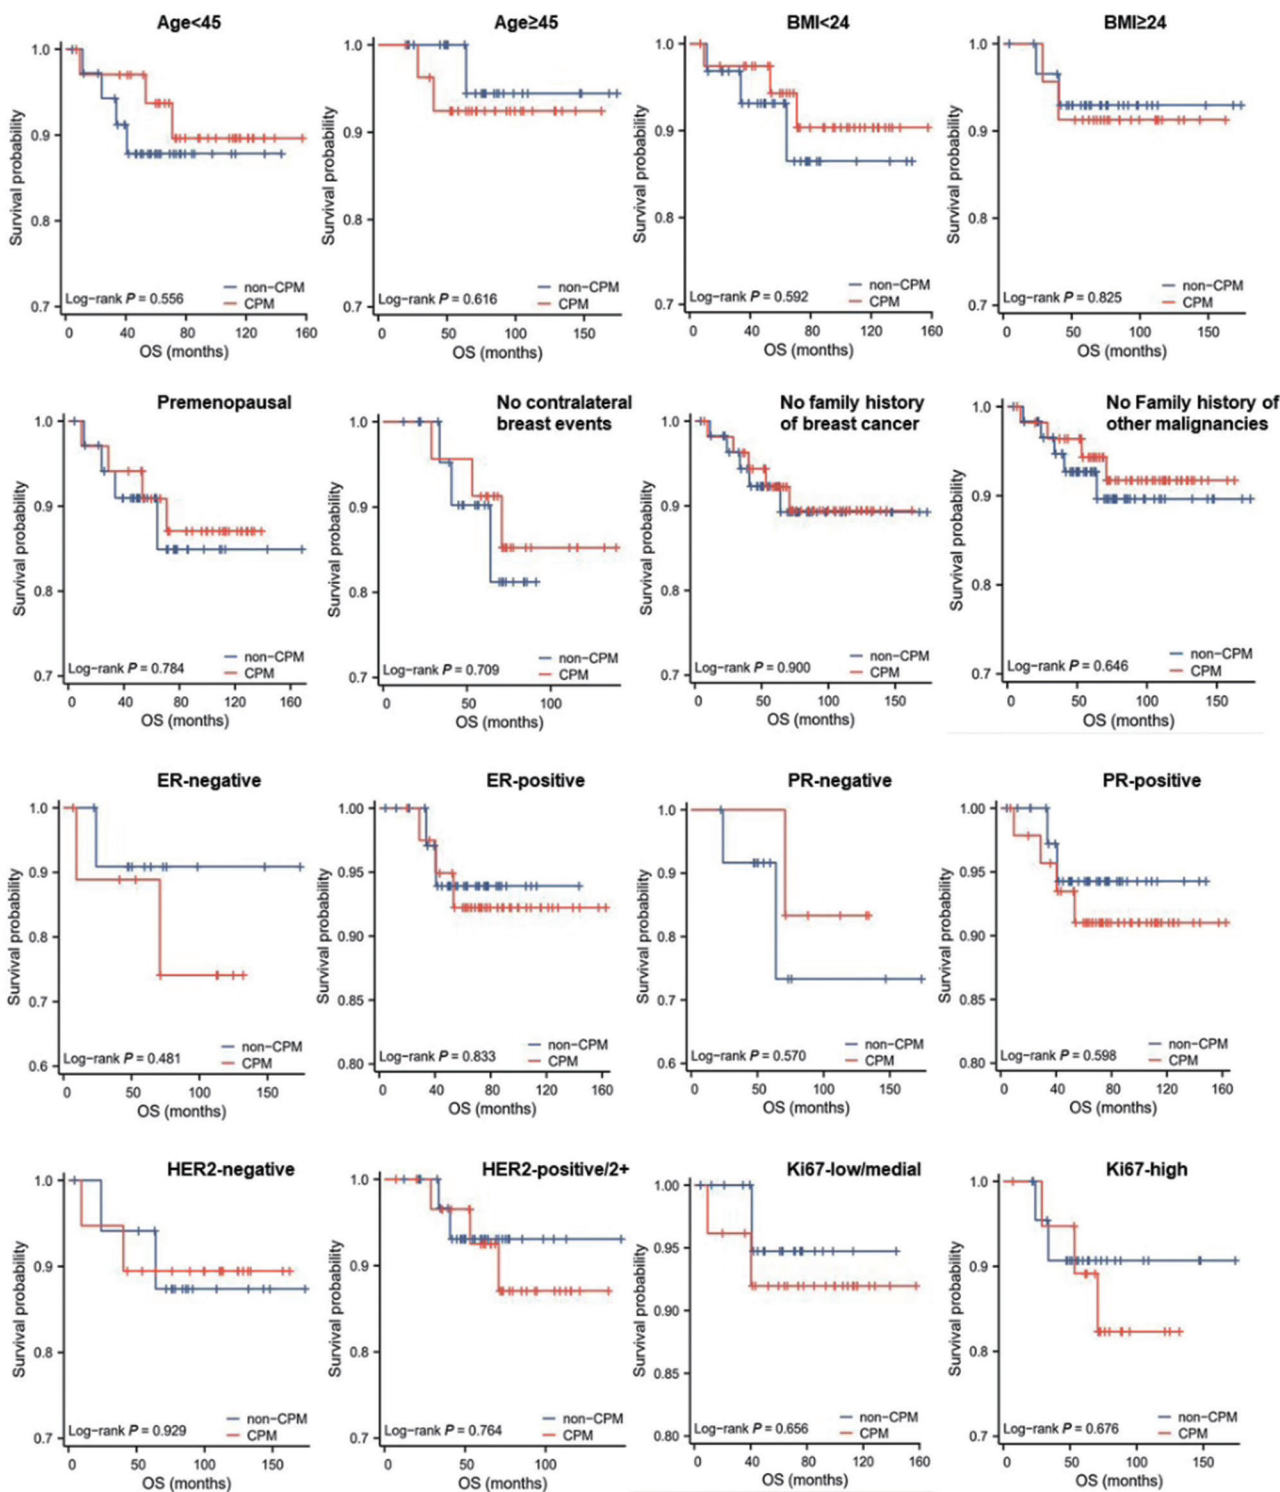 Age<45
Survival probability
1.0
0.9
0.8
0.7
Log-rank P = 0.556
non-CPM
CPM
0 40 80 120 160
OS (months)
Age≥45
Survival probability
1.0
0.9
0.8
0.7
Log-rank P = 0.616
non-CPM
CPM
0 50 100 150
OS (months)
BMI<24
Survival probability
1.0
0.9
0.8
0.7
Log-rank P = 0.592
non-CPM
CPM
0 40 80 120 160
OS (months)
BMI≥24
Survival probability
1.0
0.9
0.8
0.7
Log-rank P = 0.825
non-CPM
CPM
0 50 100 150
OS (months)
Premenopausal
Survival probability
1.0
0.9
0.8
0.7
Log-rank P = 0.784
non-CPM
CPM
0 40 80 120 160
OS (months)
No contralateral
breast events
Survival probability
1.0
0.9
0.8
0.7
Log-rank P = 0.709
non-CPM
CPM
0 50 100
OS (months)
No family history
of breast cancer
Survival probability
1.0
0.9
0.8
0.7
Log-rank P = 0.900
non-CPM
CPM
0 50 100 150
OS (months)
No Family history of
other malignancies
Survival probability
1.0
0.9
0.8
0.7
Log-rank P = 0.646
non-CPM
CPM
0 50 100 150
OS (months)
ER-negative
Survival probability
1.0
0.9
0.8
0.7
0.6
Log-rank P = 0.481
non-CPM
CPM
0 50 100 150
OS (months)
ER-positive
Survival probability
1.00
0.95
0.90
0.85
0.80
Log-rank P = 0.833
non-CPM
CPM
0 40 80 120 160
OS (months)
PR-negative
Survival probability
1.0
0.9
0.8
0.7
0.6
Log-rank P = 0.570
non-CPM
CPM
0 50 100 150
OS (months)
PR-positive
Survival probability
1.00
0.95
0.90
0.85
0.80
Log-rank P = 0.598
non-CPM
CPM
0 40 80 120 160
OS (months)
HER2-negative
Survival probability
1.0
0.9
0.8
0.7
Log-rank P = 0.929
non-CPM
CPM
0 50 100 150
OS (months)
HER2-positive/2+
Survival probability
1.0
0.9
0.8
0.7
Log-rank P = 0.764
non-CPM
CPM
0 50 100
OS (months)
Ki67-low/medial
Survival probability
1.00
0.95
0.90
0.85
0.80
Log-rank P = 0.656
non-CPM
CPM
0 40 80 120 160
OS (months)
Ki67-high
Survival probability
1.0
0.9
0.8
0.7
Log-rank P = 0.676
non-CPM
CPM
0 50 100 150
OS (months)